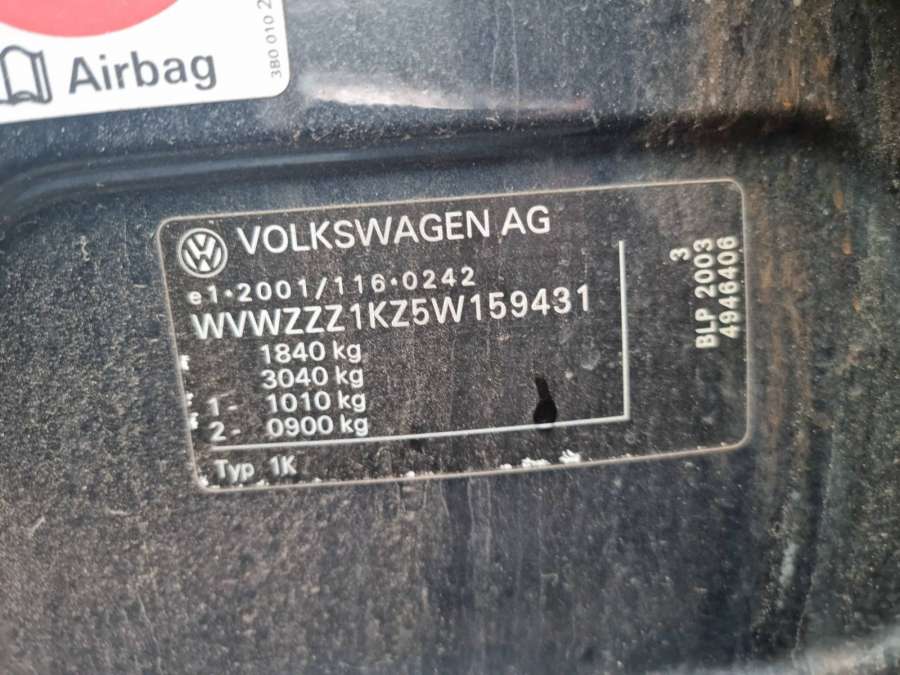 Airbag
3B0 010 2
VOLKSWAGEN AG
e1*2001/116*0242
WVWZZZ1KZ5W159431
1840 kg
3040 kg
1- 1010 kg
2- 0900 kg
Typ 1K
3
BLP 2003
4946406